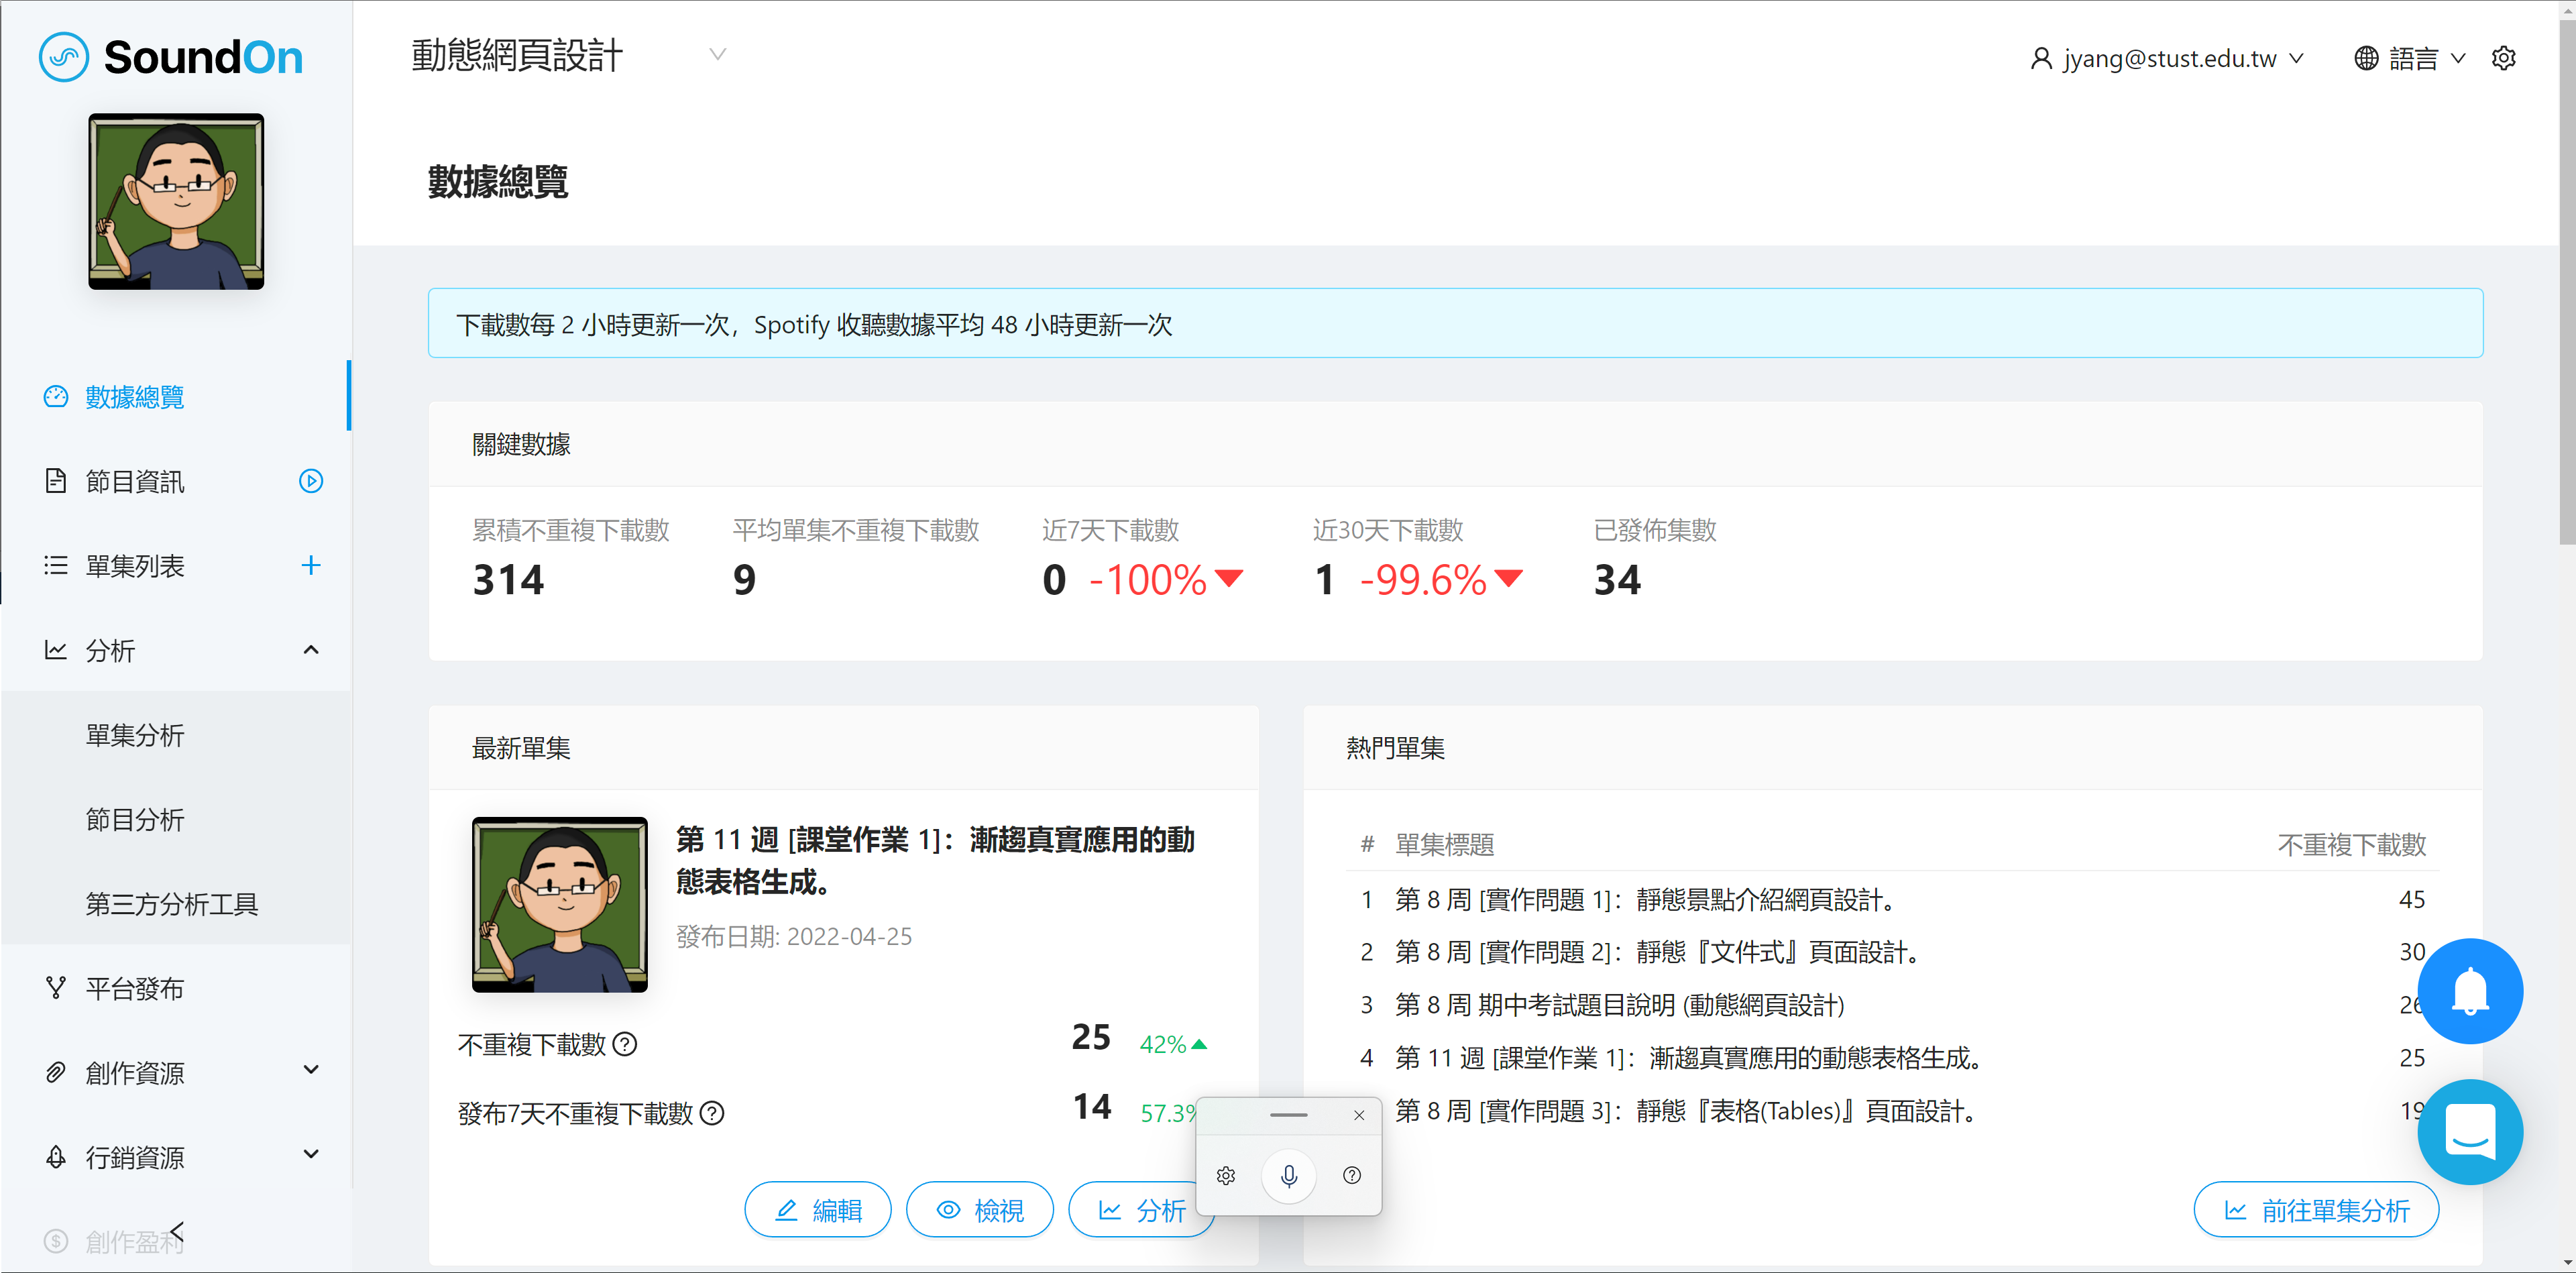 SoundOn
動態網頁設計
jyang@stust.edu.tw
語言
數據總覽
下載數每 2 小時更新一次，Spotify 收聽數據平均 48 小時更新一次
數據總覽
節目資訊
單集列表
分析
單集分析
節目分析
第三方分析工具
平台發布
創作資源
行銷資源
創作盈利
關鍵數據
累積不重複下載數
314
平均單集不重複下載數
9
近7天下載數
0 -100%
近30天下載數
1 -99.6%
已發佈集數
34
最新單集
第 11 週 [課堂作業 1]：漸趨真實應用的動
態表格生成。
發布日期: 2022-04-25
不重複下載數 25 42%
發布7天不重複下載數 14 57.3%
編輯
檢視
分析
熱門單集
# 單集標題 不重複下載數
1 第 8 周 [實作問題 1]：靜態景點介紹網頁設計。 45
2 第 8 周 [實作問題 2]：靜態『文件式』頁面設計。 30
3 第 8 周 期中考試題目說明 (動態網頁設計) 26
4 第 11 週 [課堂作業 1]：漸趨真實應用的動態表格生成。 25
第 8 周 [實作問題 3]：靜態『表格(Tables)』頁面設計。 19
前往單集分析